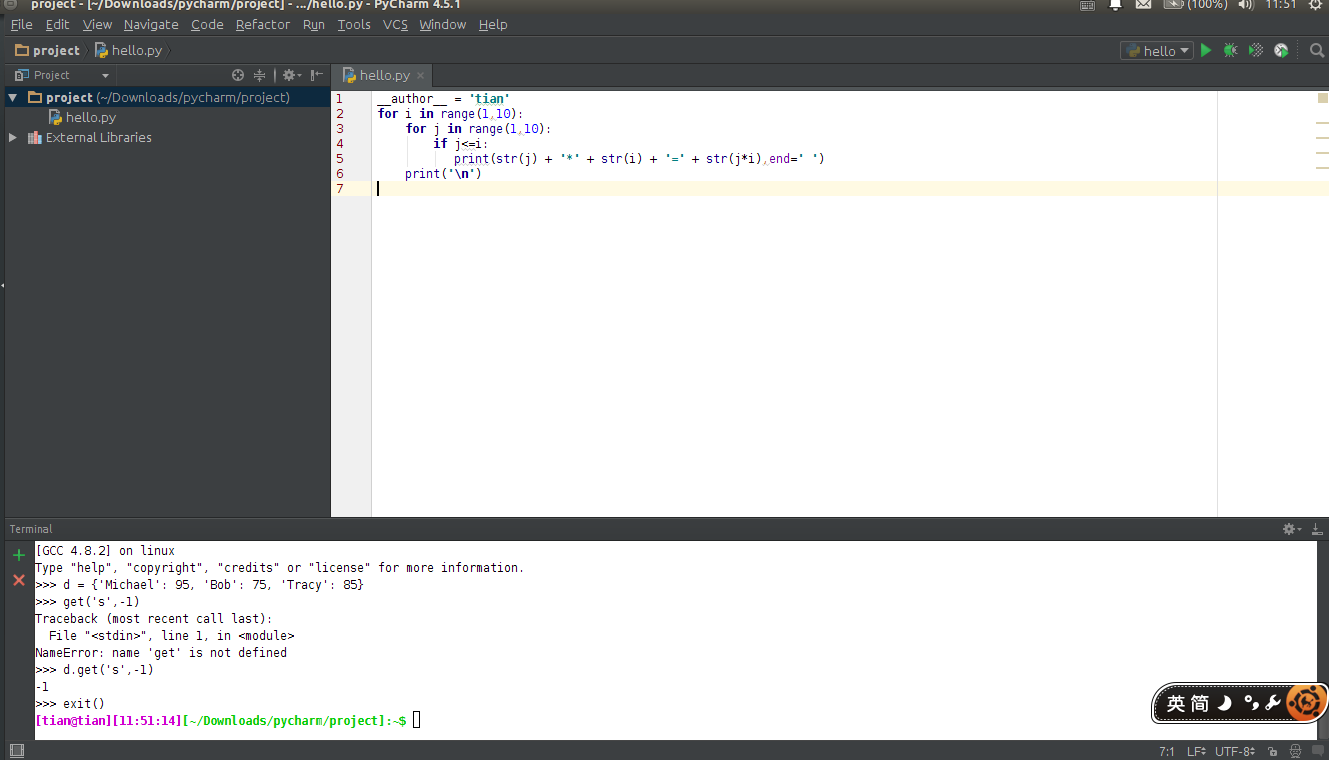 project - [~/Downloads/pycharm/project] - .../hello.py - PyCharm 4.5.1
(100%) 11:51
File Edit View Navigate Code Refactor Run Tools VCS Window Help
project hello.py hello
Project
hello.py
project (~/Downloads/pycharm/project)
hello.py
External Libraries
1 __author__ = 'tian'
2 for i in range(1,10):
3 for j in range(1,10):
4 if j<=i:
5 print(str(j) + '*' + str(i) + '=' + str(j*i),end=' ')
6 print('\n')
7
Terminal
[GCC 4.8.2] on linux
Type "help", "copyright", "credits" or "license" for more information.
>>> d = {'Michael': 95, 'Bob': 75, 'Tracy': 85}
>>> get('s',-1)
Traceback (most recent call last):
File "<stdin>", line 1, in <module>
NameError: name 'get' is not defined
>>> d.get('s',-1)
-1
>>> exit()
[tian@tian][11:51:14][~/Downloads/pycharm/project]:~$
英 简
7:1 LF UTF-8